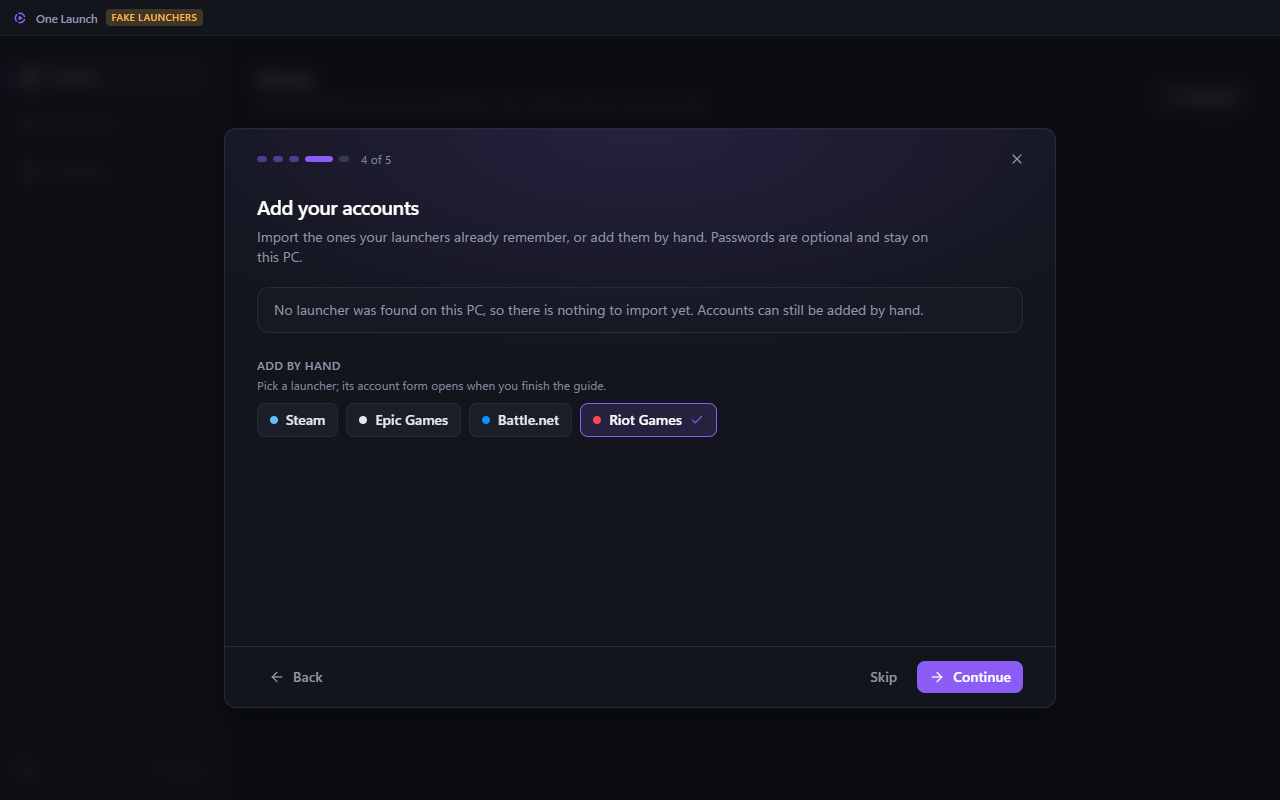 One Launch FAKE LAUNCHERS
4 of 5
Add your accounts
Import the ones your launchers already remember, or add them by hand. Passwords are optional and stay on
this PC.
No launcher was found on this PC, so there is nothing to import yet. Accounts can still be added by hand.
ADD BY HAND
Pick a launcher; its account form opens when you finish the guide.
Steam Epic Games Battle.net Riot Games
Back Skip Continue